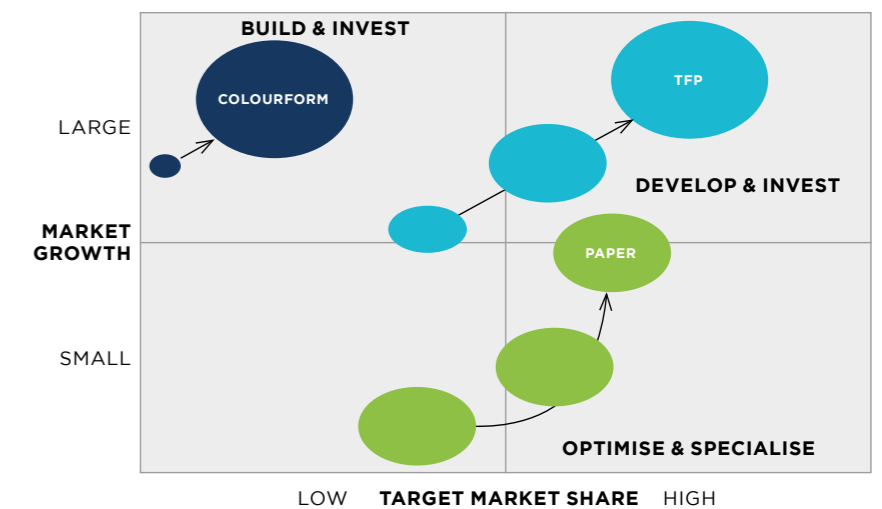 BUILD & INVEST
COLOURFORM
TFP
LARGE
DEVELOP & INVEST
MARKET
GROWTH
PAPER
SMALL
OPTIMISE & SPECIALISE
LOW TARGET MARKET SHARE HIGH